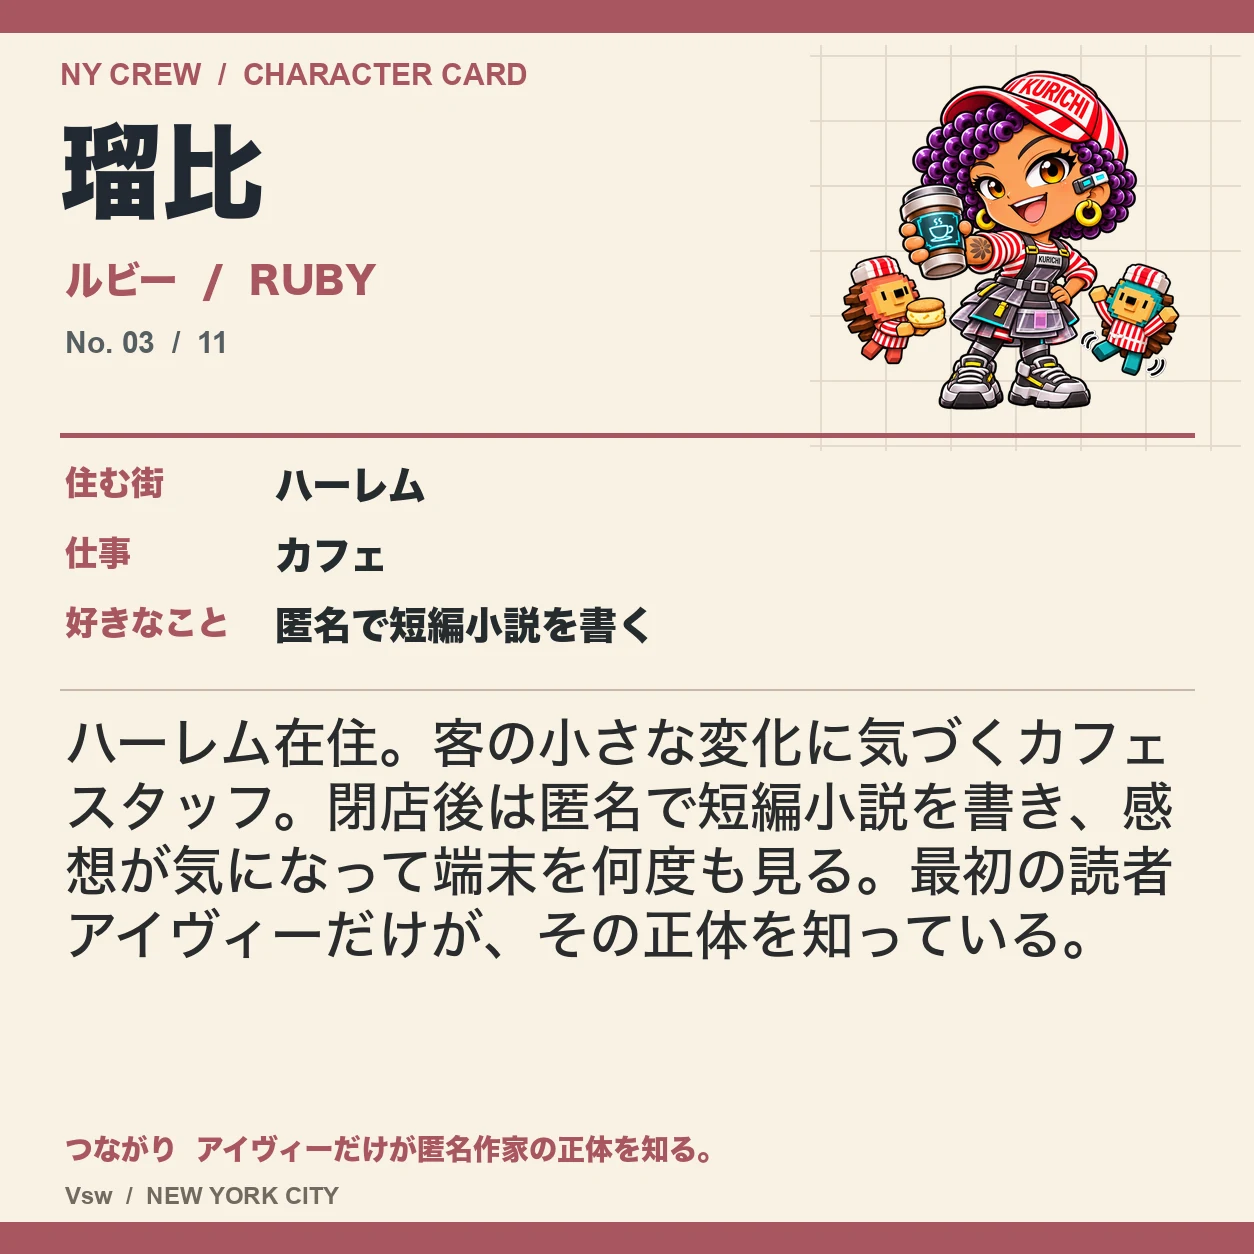 NY CREW / CHARACTER CARD
瑠比
ルビー / RUBY
No. 03 / 11
KURICHI
KURICHI
住む街 ハーレム
仕事 カフェ
好きなこと 匿名で短編小説を書く
ハーレム在住。客の小さな変化に気づくカフェ
スタッフ。閉店後は匿名で短編小説を書き、感
想が気になって端末を何度も見る。最初の読者
アイヴィーだけが、その正体を知っている。
つながり アイヴィーだけが匿名作家の正体を知る。
Vsw / NEW YORK CITY